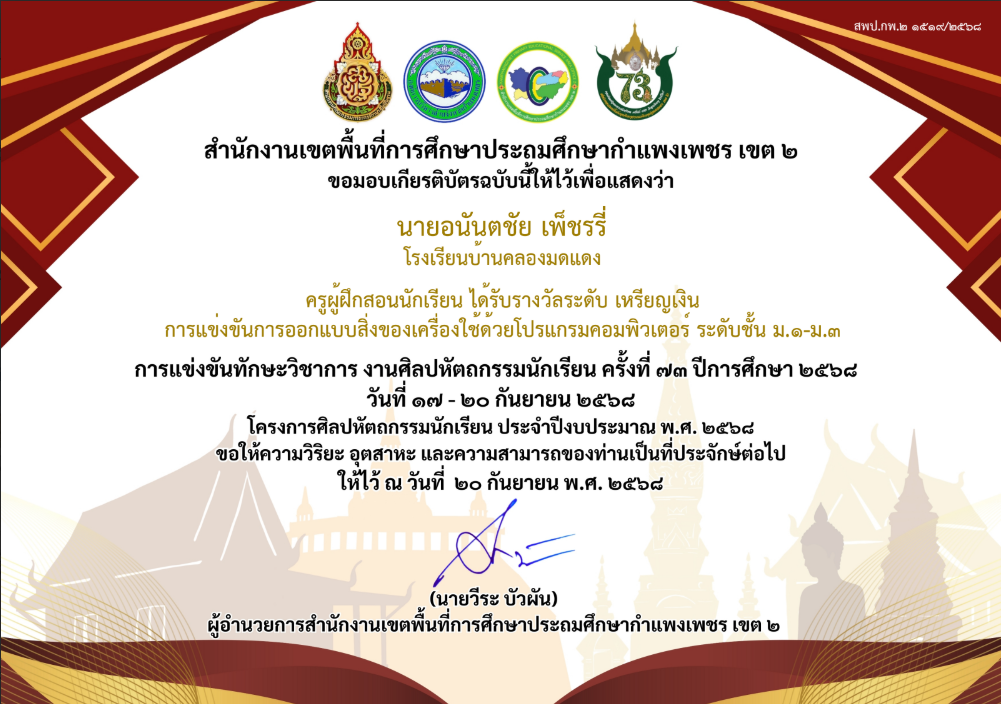 สพป.กพ.๒ ๑๕๑๙/๒๕๖๘
73
สำนักงานเขตพื้นที่การศึกษาประถมศึกษากำแพงเพชร เขต ๒
ขอมอบเกียรติบัตรฉบับนี้ให้ไว้เพื่อแสดงว่า
นายอนันตชัย เพ็ชรรี่
โรงเรียนบ้านคลองมดแดง
ครูผู้ฝึกสอนนักเรียน ได้รับรางวัลระดับ เหรียญเงิน
การแข่งขันการออกแบบสิ่งของเครื่องใช้ด้วยโปรแกรมคอมพิวเตอร์ ระดับชั้น ม.๑-ม.๓
การแข่งขันทักษะวิชาการ งานศิลปหัตถกรรมนักเรียน ครั้งที่ ๗๓ ปีการศึกษา ๒๕๖๘
วันที่ ๑๗ - ๒๐ กันยายน ๒๕๖๘
โครงการศิลปหัตถกรรมนักเรียน ประจำปีงบประมาณ พ.ศ. ๒๕๖๘
ขอให้ความวิริยะ อุตสาหะ และความสามารถของท่านเป็นที่ประจักษ์ต่อไป
ให้ไว้ ณ วันที่ ๒๐ กันยายน พ.ศ. ๒๕๖๘
(นายวีระ บัวผัน)
ผู้อำนวยการสำนักงานเขตพื้นที่การศึกษาประถมศึกษากำแพงเพชร เขต ๒